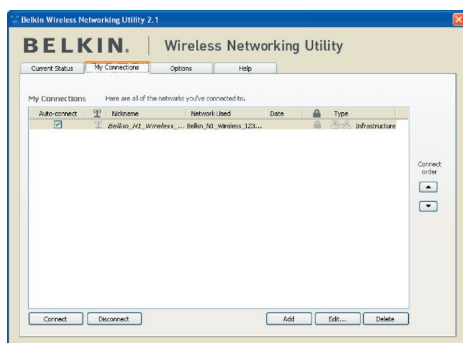 Belkin Wireless Networking Utility 2.1
BELKIN. Wireless Networking Utility
Current Status My Connections Options Help
My Connections Here are all of the networks you've connected to.
Auto-connect Nickname Network Used Date Type
Belkin_N1_Wireless_... Belkin_N1_Wireless_123... Infrastructure
Connect
order
Connect Disconnect Add Edit... Delete